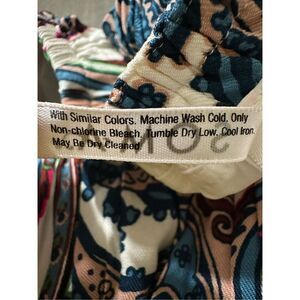 With Similar Colors. Machine Wash Cold. Only
Non-chlorine Bleach. Tumble Dry Low. Cool Iron.
May Be Dry Cleaned